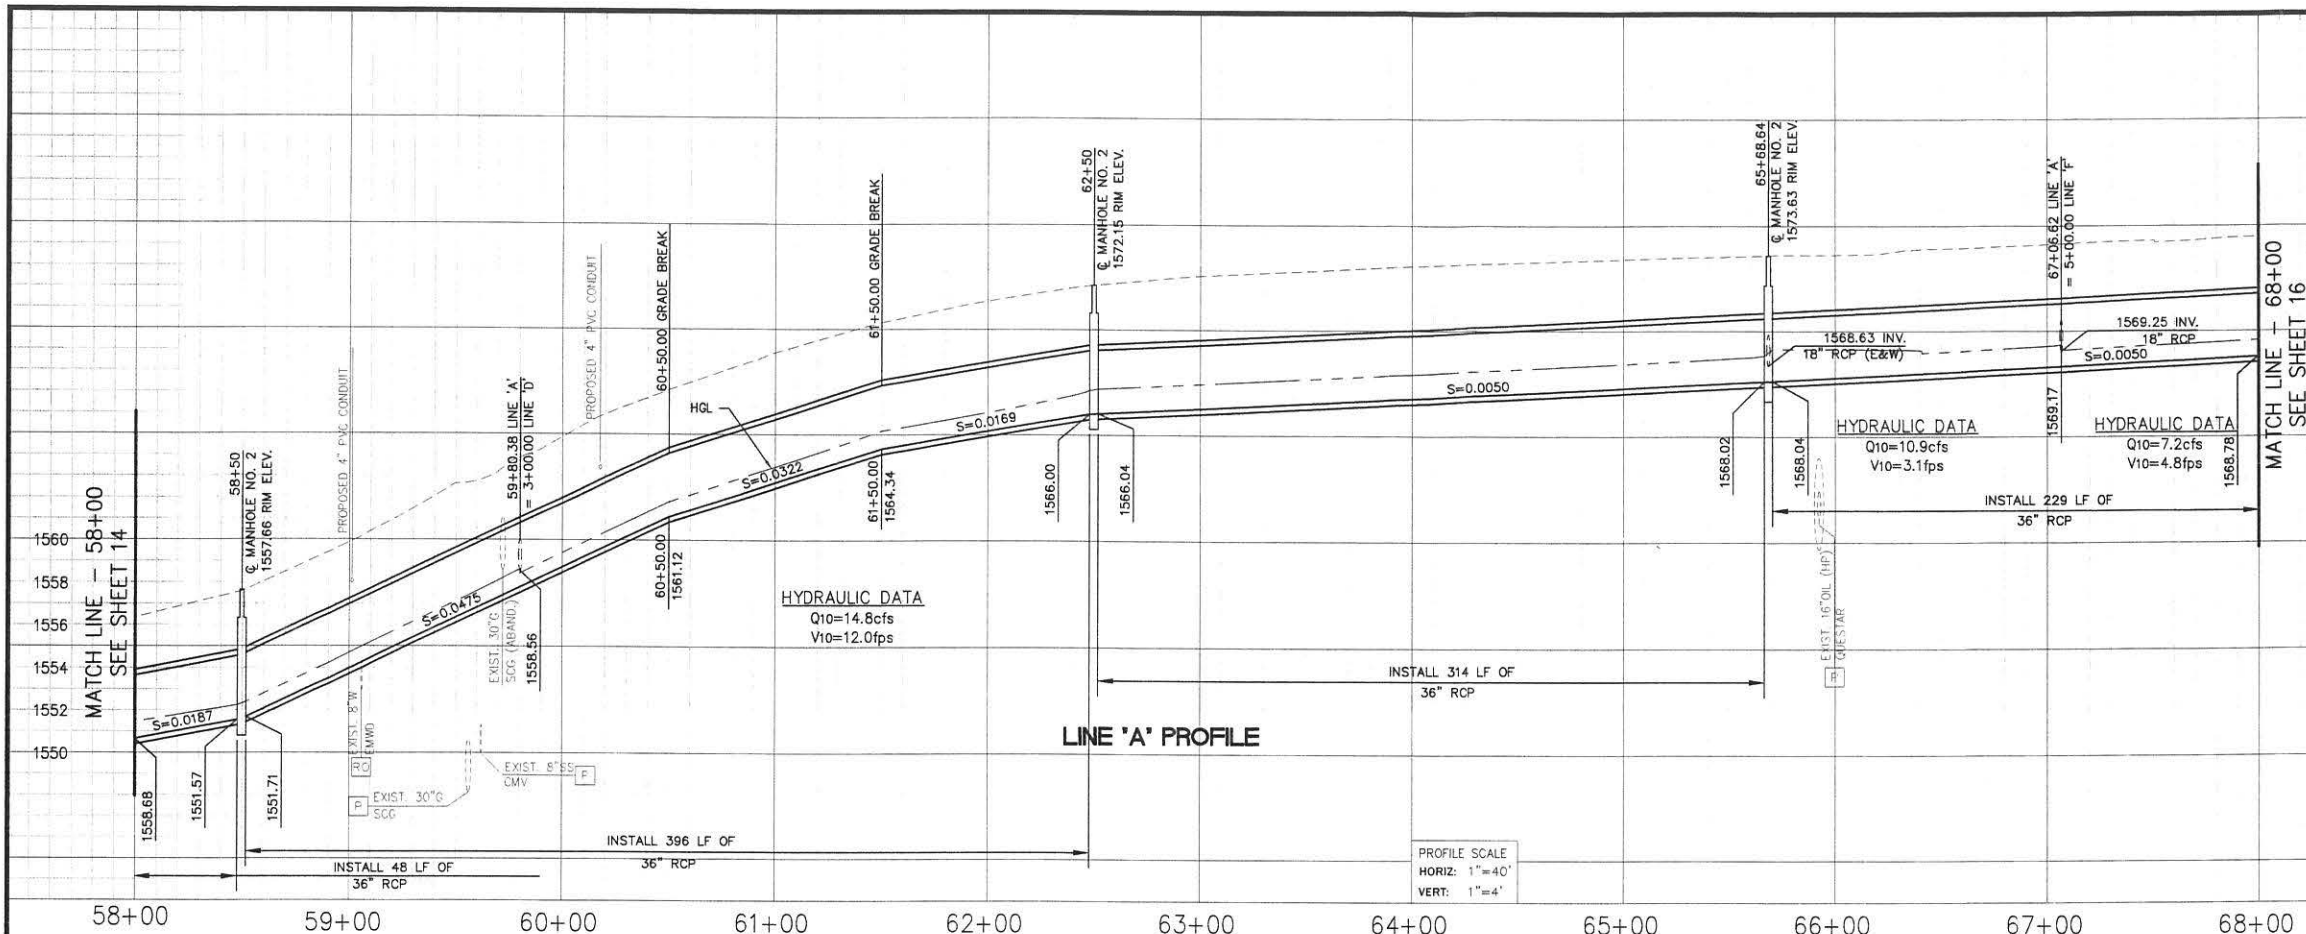 MATCH LINE - 58+00
SEE SHEET 14
58+50
℄ MANHOLE NO. 2
1557.66 RIM ELEV.
PROPOSED 4" PVC CONDUIT
59+80.38 LINE 'A'
= 3+00.00 LINE 'D'
PROPOSED 4" PVC CONDUIT
60+50.00 GRADE BREAK
61+50.00 GRADE BREAK
62+50
℄ MANHOLE NO. 2
1572.15 RIM ELEV.
65+68.64
℄ MANHOLE NO. 2
1573.63 RIM ELEV.
67+06.62 LINE 'A'
= 5+00.00 LINE 'F'
MATCH LINE - 68+00
SEE SHEET 16
1560
1558
1556
1554
1552
1550
HGL
S=0.0187
S=0.0475
S=0.0322
S=0.0169
S=0.0050
S=0.0050
1568.63 INV.
18" RCP (E&W)
1569.25 INV.
18" RCP
1558.68
1551.57
1551.71
EXIST. 8"W
EMWD
RO
P
EXIST. 30"G
SCG
EXIST. 8"SS
CMV
P
EXIST. 30"G
SCG (ABAND.)
1558.56
60+50.00
1561.12
61+50.00
1564.34
1566.00
1566.04
1568.02
1568.04
1569.17
1568.78
HYDRAULIC DATA
Q10=14.8cfs
V10=12.0fps
HYDRAULIC DATA
Q10=10.9cfs
V10=3.1fps
HYDRAULIC DATA
Q10=7.2cfs
V10=4.8fps
EXIST. 16"OIL (HP)
QUESTAR
P
INSTALL 229 LF OF
36" RCP
INSTALL 314 LF OF
36" RCP
LINE 'A' PROFILE
INSTALL 396 LF OF
36" RCP
INSTALL 48 LF OF
36" RCP
PROFILE SCALE
HORIZ: 1"=40'
VERT: 1"=4'
58+00
59+00
60+00
61+00
62+00
63+00
64+00
65+00
66+00
67+00
68+00